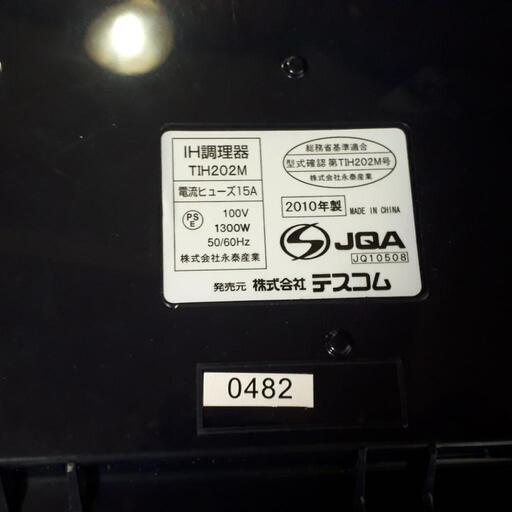 IH調理器
TIH202M
電流ヒューズ15A
PS
E
100V
1300W
50/60Hz
株式会社永泰産業
総務省基準適合
型式確認 第TIH202M号
株式会社永泰産業
2010年製 MADE IN CHINA
JQA
JQ10508
発売元 株式会社 テスコム
0482